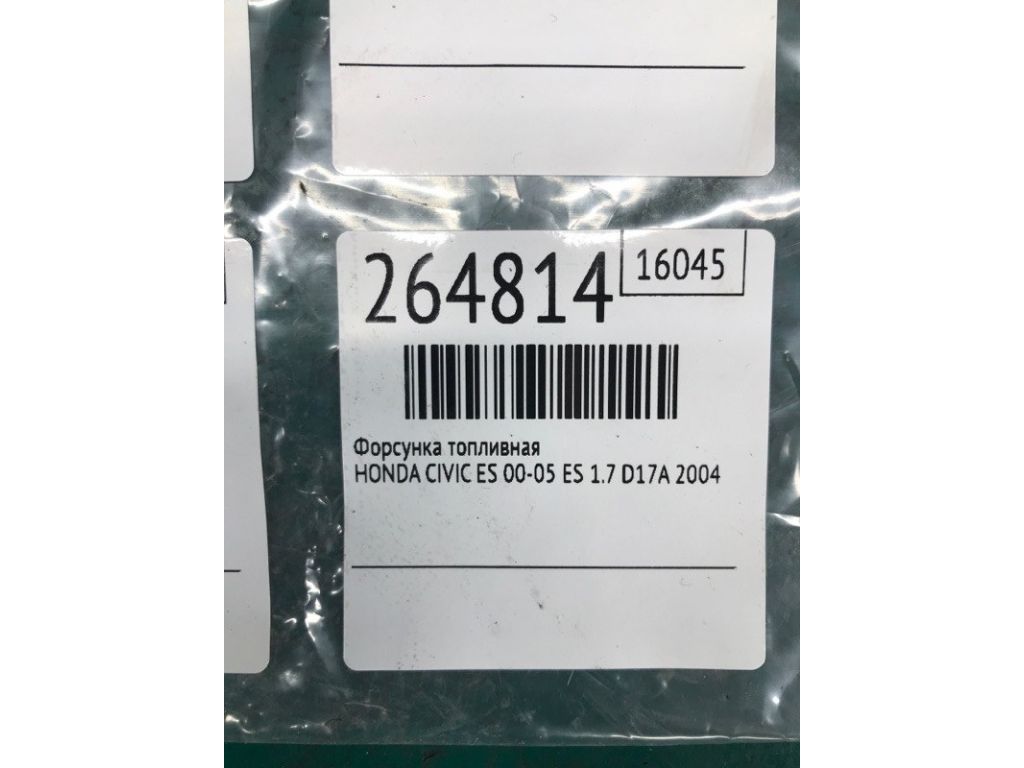 264814
16045
Форсунка топливная
HONDA CIVIC ES 00-05 ES 1.7 D17A 2004